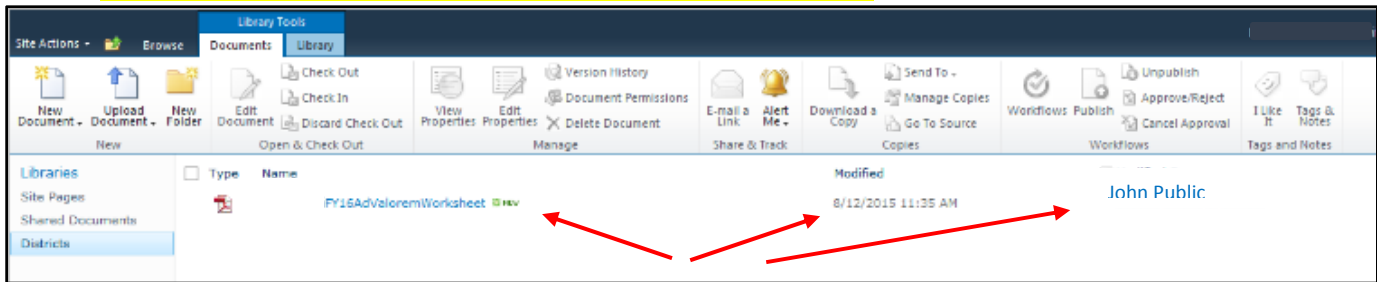 Library Tools
Site Actions Browse Documents Library
New Document
Upload Document
New Folder
New
Edit Document
Check Out
Check In
Discard Check Out
Open & Check Out
View Properties
Edit Properties
Version History
Document Permissions
Delete Document
Manage
E-mail a Link
Alert Me
Share & Track
Download a Copy
Send To
Manage Copies
Go To Source
Copies
Workflows
Publish
Unpublish
Approve/Reject
Cancel Approval
Workflows
I Like It
Tags & Notes
Tags and Notes
Libraries
Site Pages
Shared Documents
Districts
Type Name Modified
FY16AdValoremWorksheet NEW 8/12/2015 11:35 AM John Public